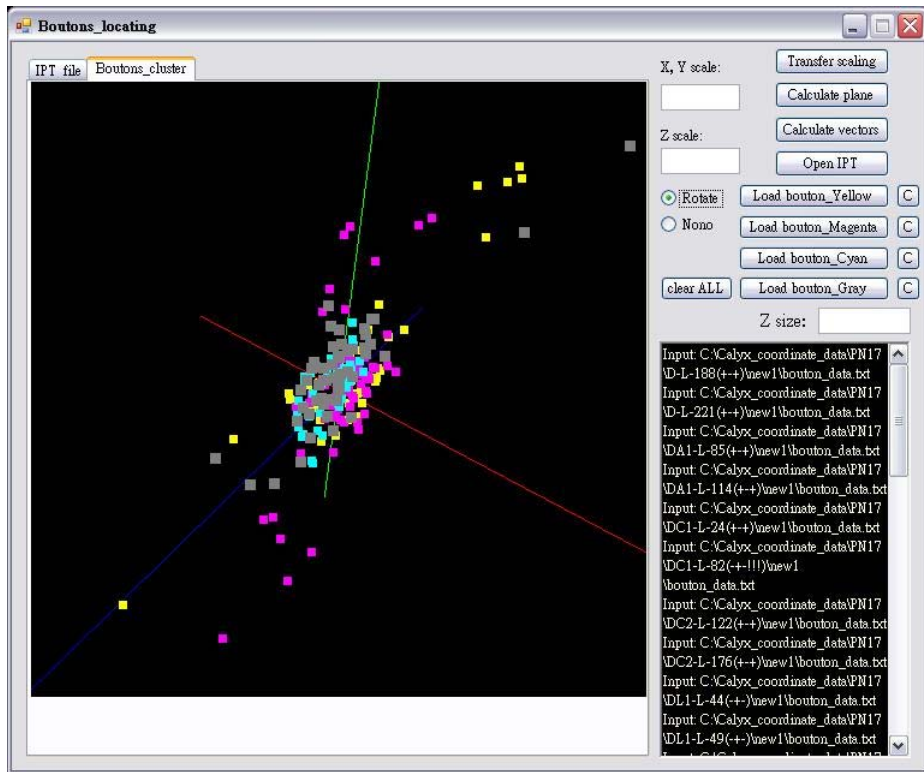 Boutons_locating
IPT_file
Boutons_cluster
X, Y scale:
Transfer scaling
Calculate plane
Z scale:
Calculate vectors
Open IPT
Rotate
Load bouton_Yellow
C
Nono
Load bouton_Magenta
C
Load bouton_Cyan
C
clear ALL
Load bouton_Gray
C
Z size:
Input: C:\Calyx_coordinate_data\PN17
\D-L-188(+-+)\new1\bouton_data.txt
Input: C:\Calyx_coordinate_data\PN17
\D-L-221(+-+)\new1\bouton_data.txt
Input: C:\Calyx_coordinate_data\PN17
\DA1-L-85(+-+)\new1\bouton_data.txt
Input: C:\Calyx_coordinate_data\PN17
\DA1-L-114(+-+)\new1\bouton_data.txt
Input: C:\Calyx_coordinate_data\PN17
\DC1-L-24(+-+)\new1\bouton_data.txt
Input: C:\Calyx_coordinate_data\PN17
\DC1-L-82(-+-!!!)\new1
\bouton_data.txt
Input: C:\Calyx_coordinate_data\PN17
\DC2-L-122(+-+)\new1\bouton_data.txt
Input: C:\Calyx_coordinate_data\PN17
\DC2-L-176(+-+)\new1\bouton_data.txt
Input: C:\Calyx_coordinate_data\PN17
\DL1-L-44(+-+)\new1\bouton_data.txt
Input: C:\Calyx_coordinate_data\PN17
\DL1-L-49(+-+)\new1\bouton_data.txt